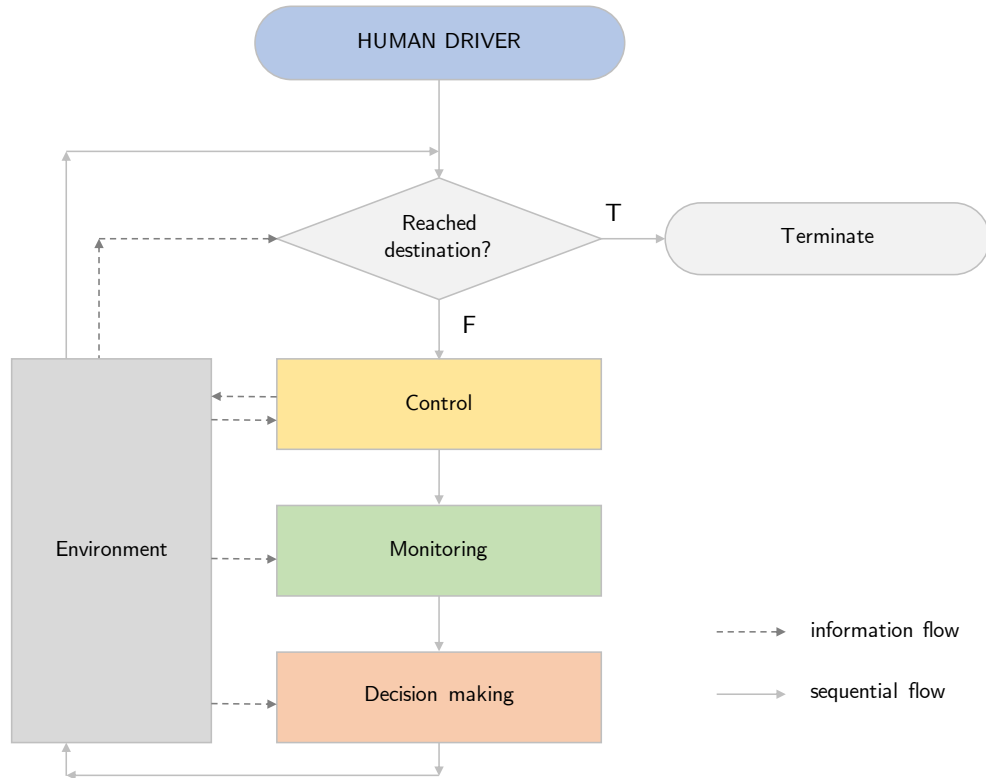 HUMAN DRIVER
Reached
destination?
T
Terminate
F
Control
Environment
Monitoring
information flow
Decision making
sequential flow